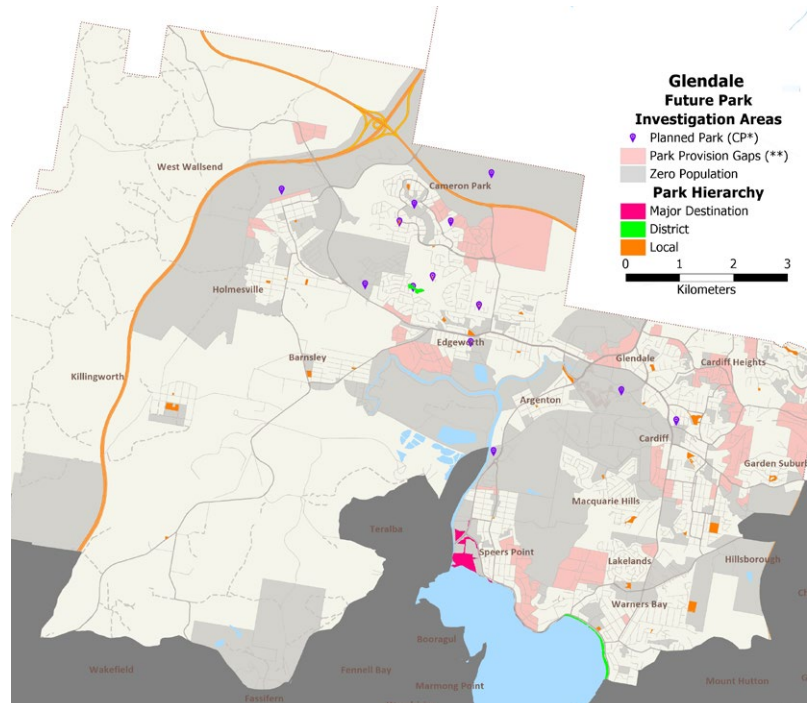 Glendale
Future Park
Investigation Areas
Planned Park (CP*)
Park Provision Gaps (**)
Zero Population
Park Hierarchy
Major Destination
District
Local
0 1 2 3
Kilometers
West Wallsend
Cameron Park
Holmesville
Edgeworth
Barnsley
Glendale
Cardiff Heights
Killingworth
Argenton
Cardiff
Garden Suburb
Macquarie Hills
Teralba
Speers Point
Lakelands
Hillsborough
Warners Bay
Booragul
Wakefield
Fennell Bay
Mount Hutton
Marmong Point
Fassifern